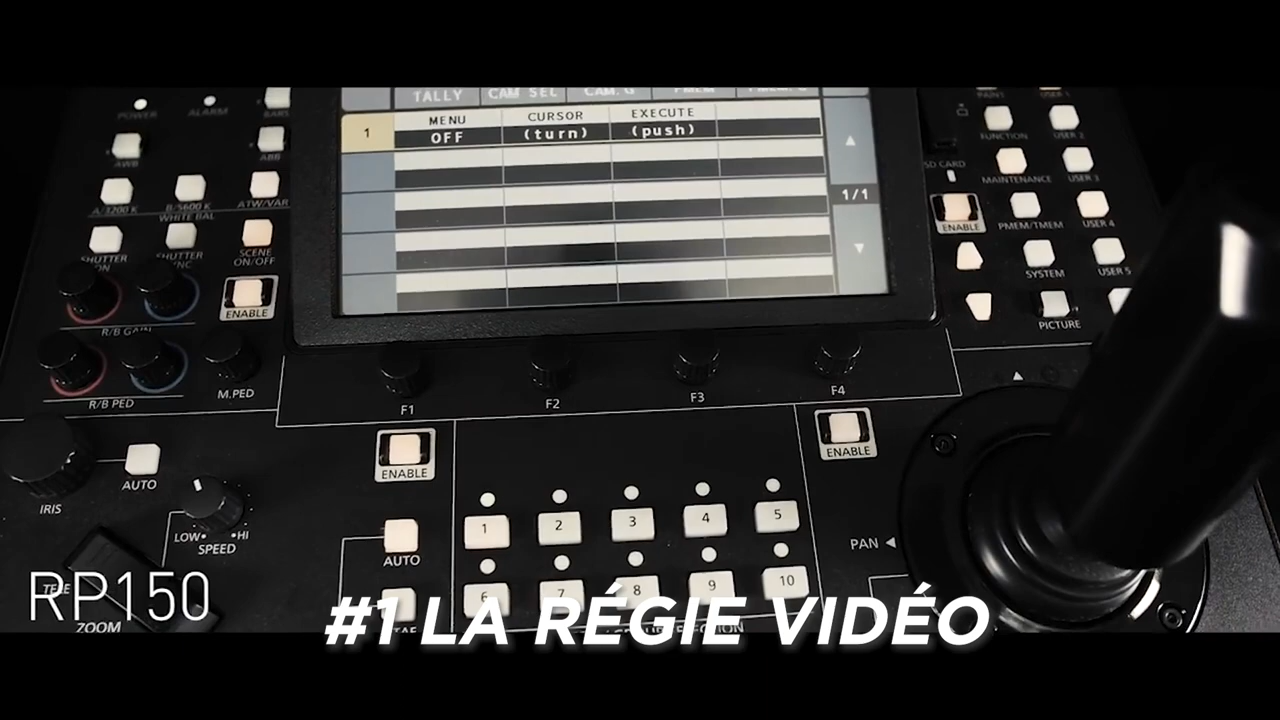 TALLY CAM SEL CAM. G PMEM PMEM. G
1 MENU CURSOR EXECUTE
OFF (turn) (push)
1/1
POWER ALARM BARS
AWB ABB
A/3200 K B/5600 K ATW/VAR
WHITE BAL
SHUTTER ON SHUTTER SYNC SCENE ON/OFF
ENABLE
R/B GAIN
R/B PED M.PED
F1 F2 F3 F4
PAINT USER 1
FUNCTION USER 2
SD CARD MAINTENANCE USER 3
ENABLE PMEM/TMEM USER 4
SYSTEM USER 5
PICTURE
ENABLE ENABLE
IRIS AUTO
LOW HI
SPEED
AUTO
1 2 3 4 5
6 7 8 9 10
PAN
TELE
ZOOM
RP150
#1 LA RÉGIE VIDÉO